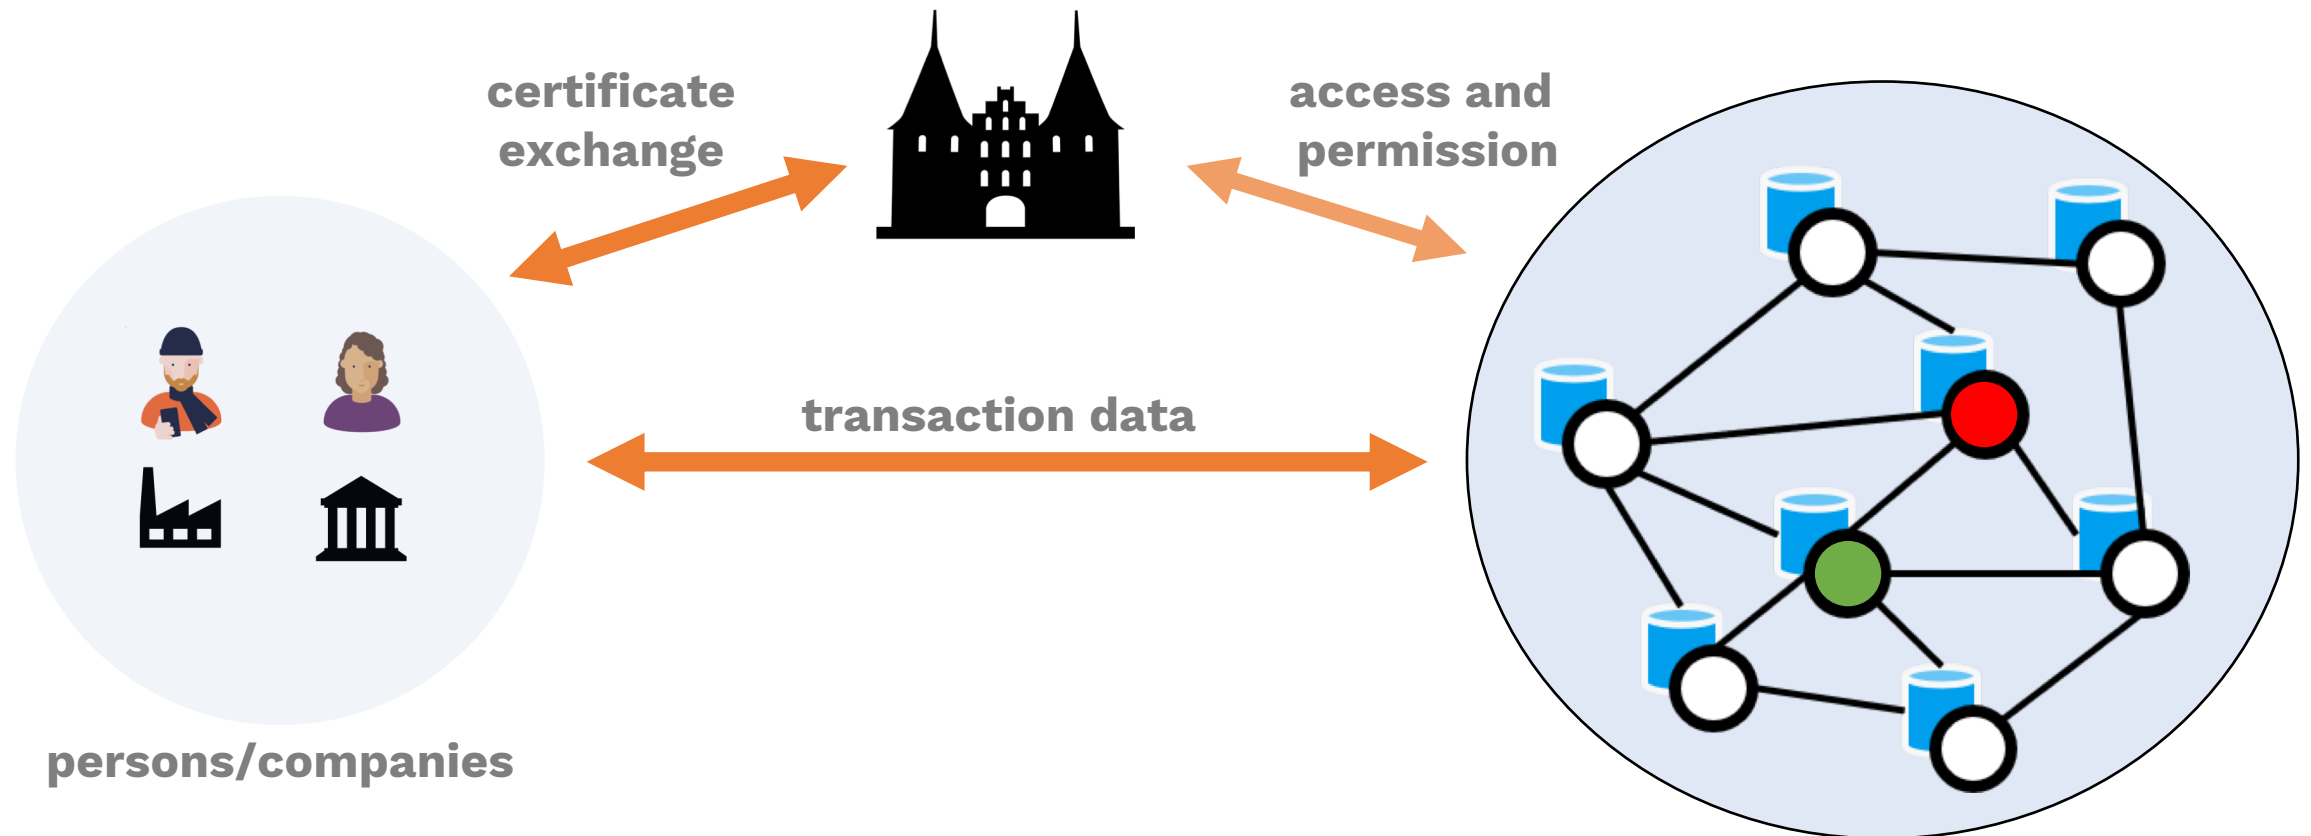 certificate
exchange
access and
permission
transaction data
persons/companies